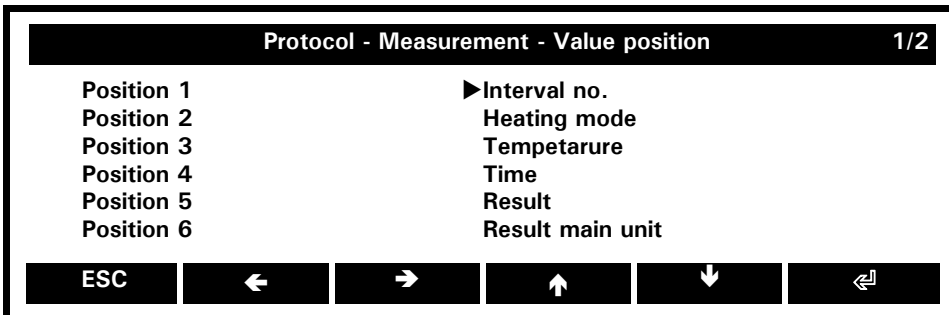 Protocol - Measurement - Value position 1/2
Position 1 ▶Interval no.
Position 2 Heating mode
Position 3 Tempetarure
Position 4 Time
Position 5 Result
Position 6 Result main unit
ESC